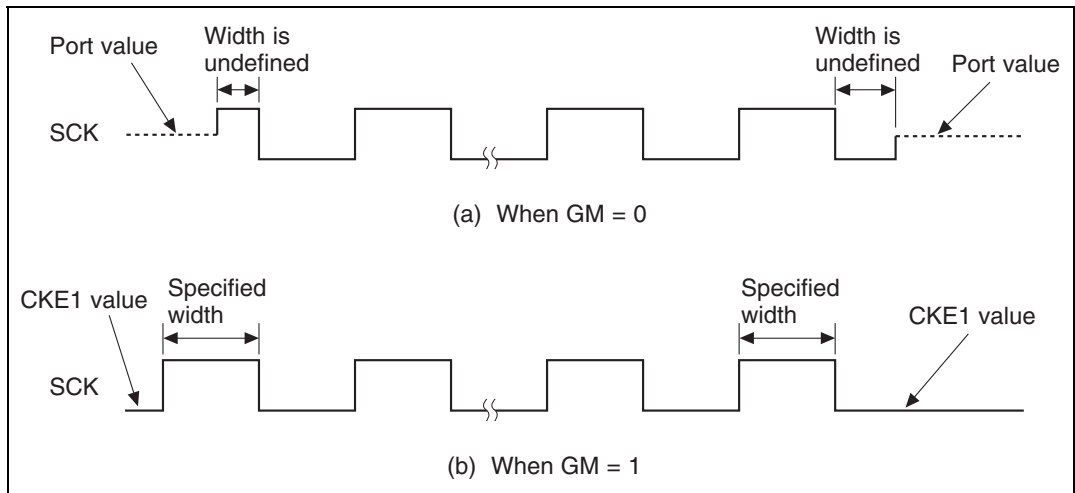 Port value
Width is
undefined
Width is
undefined
Port value
SCK
(a) When GM = 0
CKE1 value
Specified
width
Specified
width
CKE1 value
SCK
(b) When GM = 1